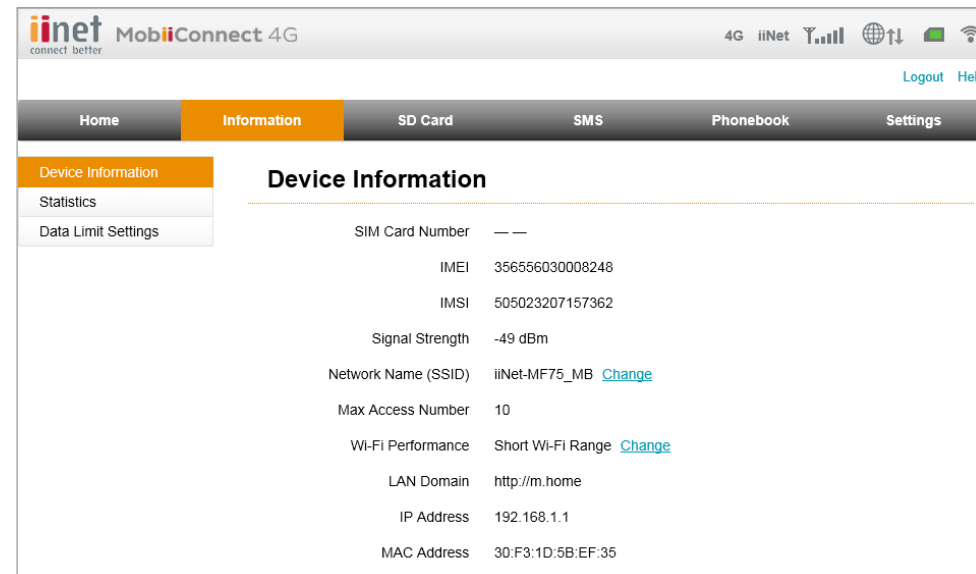 iinet MobiiConnect 4G 4G iiNet
connect better
Logout Hel
Home Information SD Card SMS Phonebook Settings
Device Information
Statistics
Data Limit Settings
Device Information
SIM Card Number — —
IMEI 356556030008248
IMSI 505023207157362
Signal Strength -49 dBm
Network Name (SSID) iiNet-MF75_MB Change
Max Access Number 10
Wi-Fi Performance Short Wi-Fi Range Change
LAN Domain http://m.home
IP Address 192.168.1.1
MAC Address 30:F3:1D:5B:EF:35